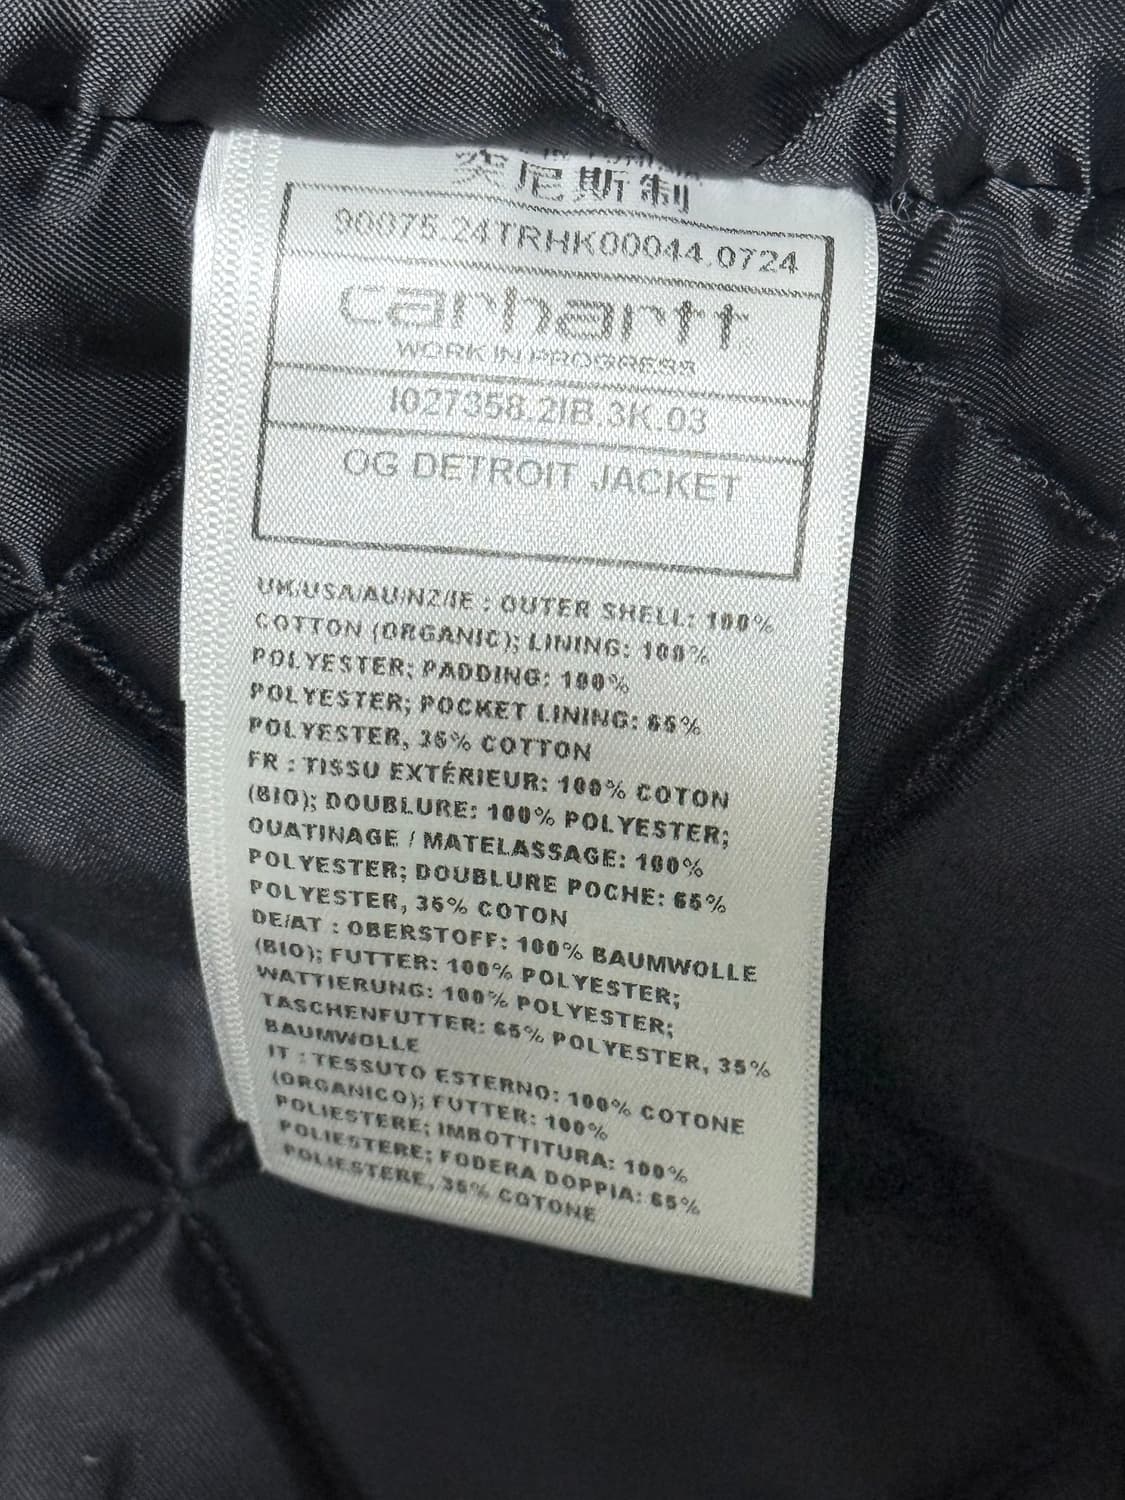 突尼斯制
90075.24TRHK00044.0724
carhartt
WORK IN PROGRESS
I027358.2IB.3K.03
OG DETROIT JACKET
UK/USA/AU/NZ/IE : OUTER SHELL: 100%
COTTON (ORGANIC); LINING: 100%
POLYESTER; PADDING: 100%
POLYESTER; POCKET LINING: 65%
POLYESTER, 35% COTTON
FR : TISSU EXTÉRIEUR: 100% COTON
(BIO); DOUBLURE: 100% POLYESTER;
OUATINAGE / MATELASSAGE: 100%
POLYESTER; DOUBLURE POCHE: 65%
POLYESTER, 35% COTON
DE/AT : OBERSTOFF: 100% BAUMWOLLE
(BIO); FUTTER: 100% POLYESTER;
WATTIERUNG: 100% POLYESTER;
TASCHENFUTTER: 65% POLYESTER, 35%
BAUMWOLLE
IT : TESSUTO ESTERNO: 100% COTONE
(ORGANICO); FUTTER: 100%
POLIESTERE; IMBOTTITURA: 100%
POLIESTERE; FODERA DOPPIA: 65%
POLIESTERE, 35% COTONE